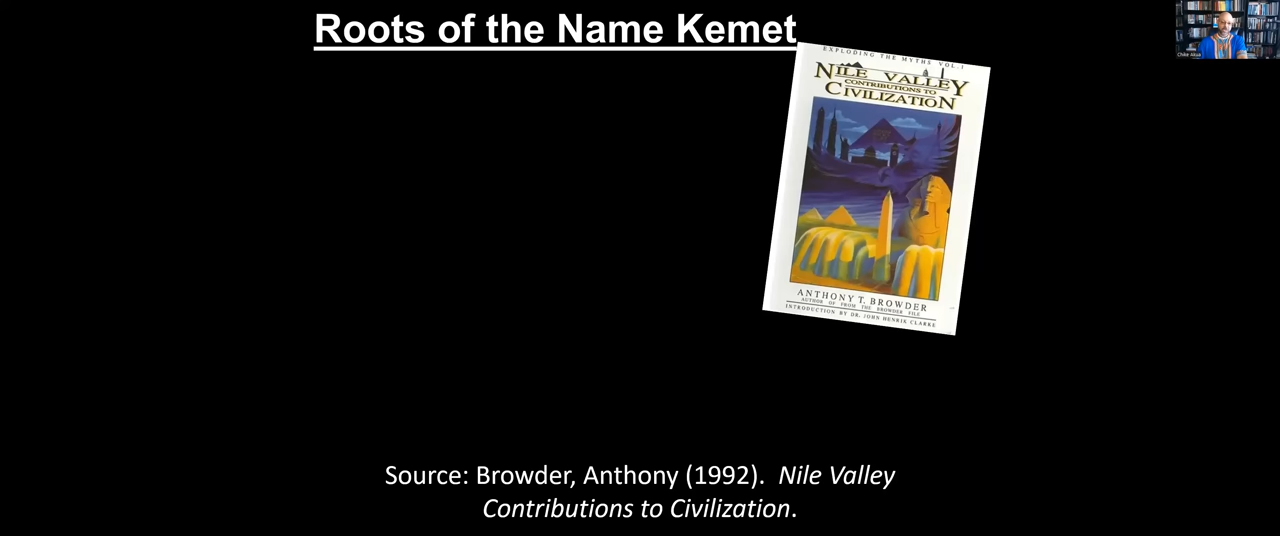 Roots of the Name Kemet
Chike Akua
EXPLODING THE MYTHS VOL.1
NILE VALLEY
CONTRIBUTIONS TO
CIVILIZATION
ANTHONY T. BROWDER
AUTHOR OF FROM THE BROWDER FILE
INTRODUCTION BY DR. JOHN HENRIK CLARKE
Source: Browder, Anthony (1992). Nile Valley
Contributions to Civilization.